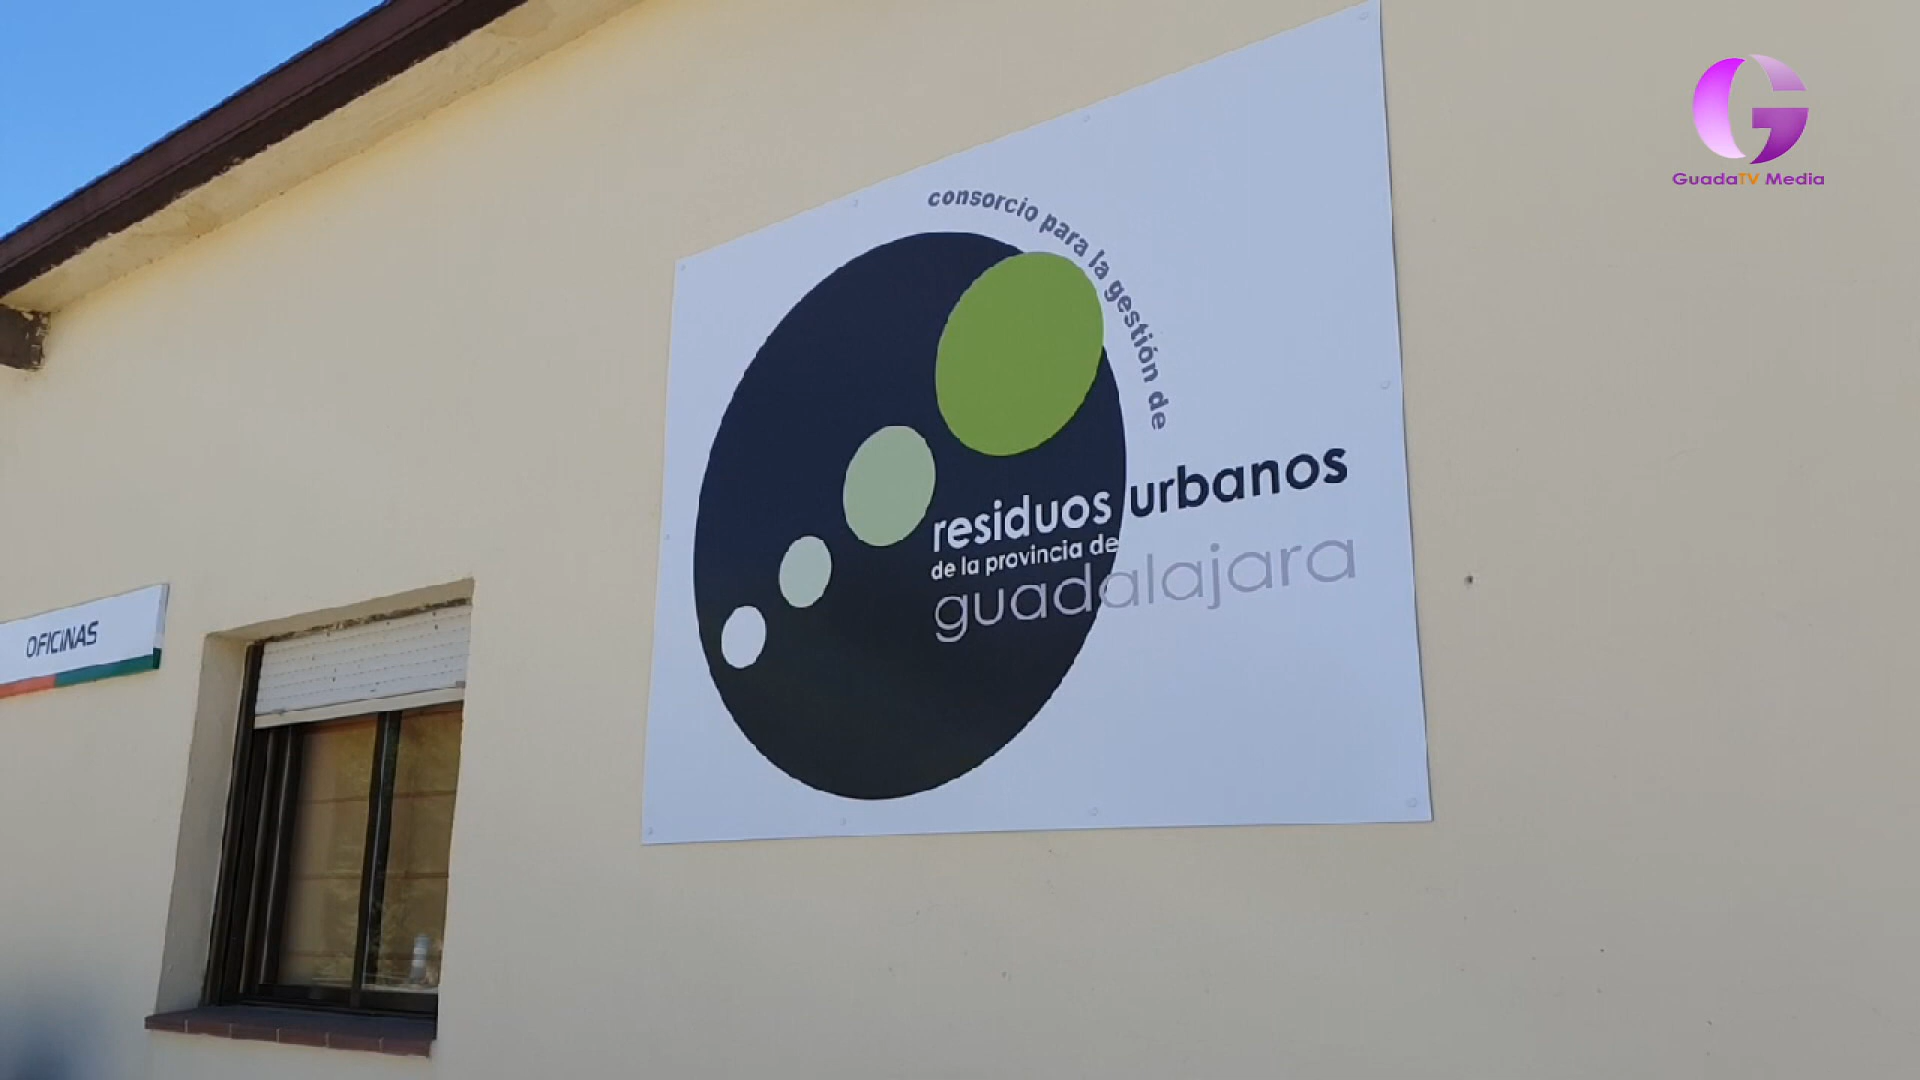 GuadaTV Media
consorcio para la gestión de
residuos urbanos
de la provincia de
guadalajara
OFICINAS